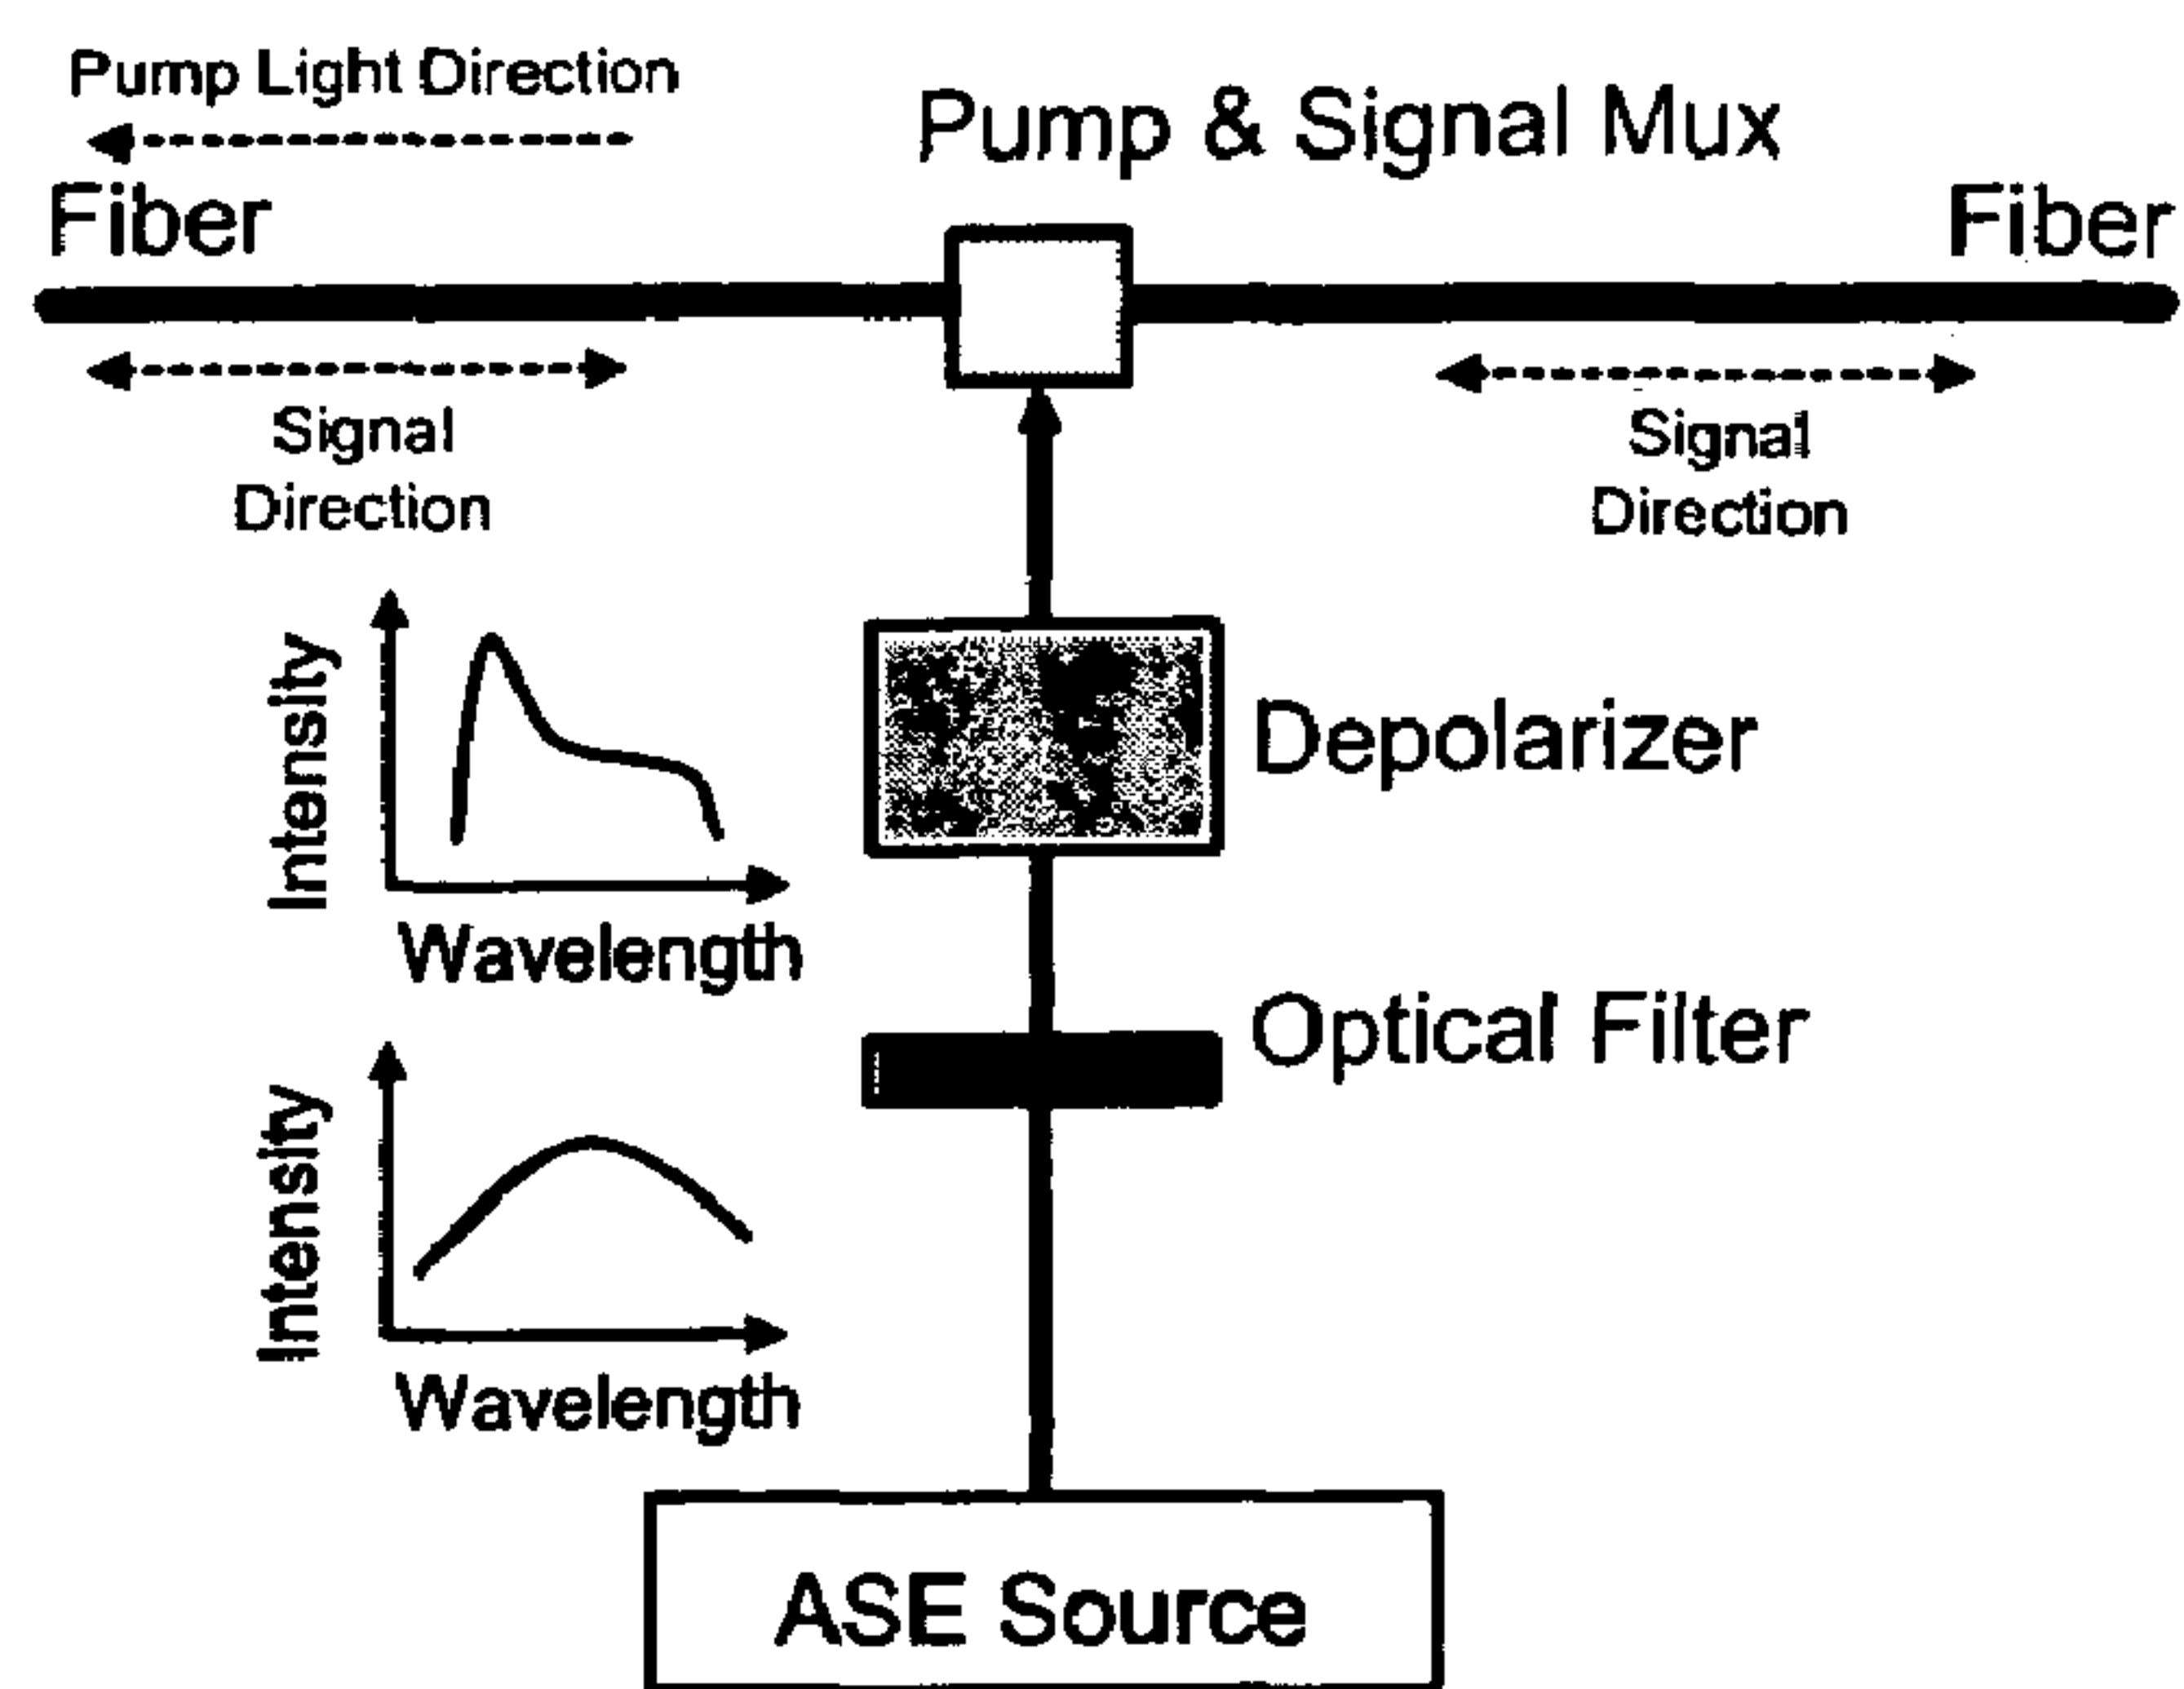 Pump Light Direction
Pump & Signal Mux
Fiber
Fiber
Signal
Direction
Signal
Direction
Intensity
Wavelength
Depolarizer
Optical Filter
Intensity
Wavelength
ASE Source